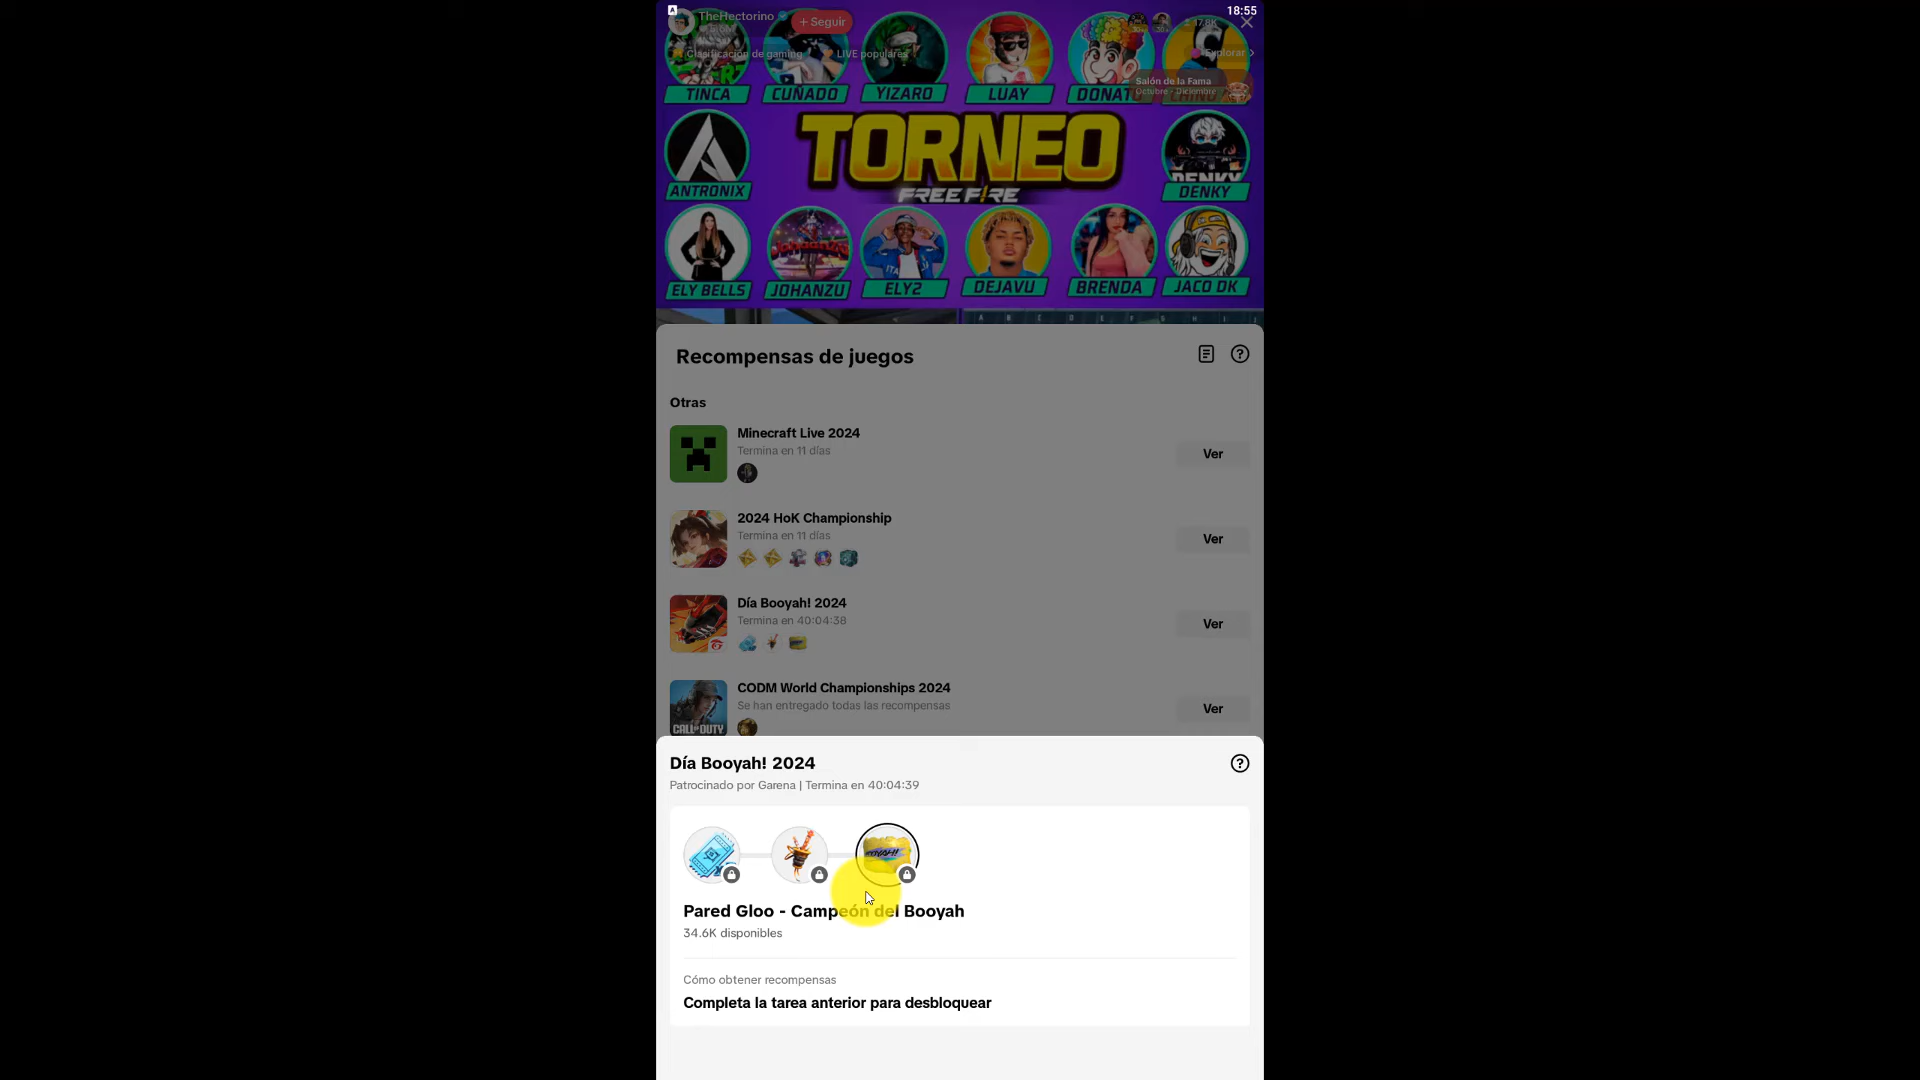 18:55
TheHectorino
+ Seguir
17.8K
Clasificación de gaming
LIVE populares
Explorar
Salón de la Fama
Octubre - Diciembre
TINCA
CUÑADO
YIZARO
LUAY
ANTRONIX
TORNEO
FREE FIRE
DENKY
DENKY
ELY BELLS
JOHANZU
ELY2
DEJAVU
BRENDA
JACO DK
Recompensas de juegos
Otras
Minecraft Live 2024
Termina en 11 días
Ver
2024 HoK Championship
Termina en 11 días
Ver
Día Booyah! 2024
Termina en 40:04:38
Ver
CODM World Championships 2024
Se han entregado todas las recompensas
Ver
CALL OF DUTY
Día Booyah! 2024
Patrocinado por Garena | Termina en 40:04:39
Pared Gloo - Campeón del Booyah
34.6K disponibles
Cómo obtener recompensas
Completa la tarea anterior para desbloquear